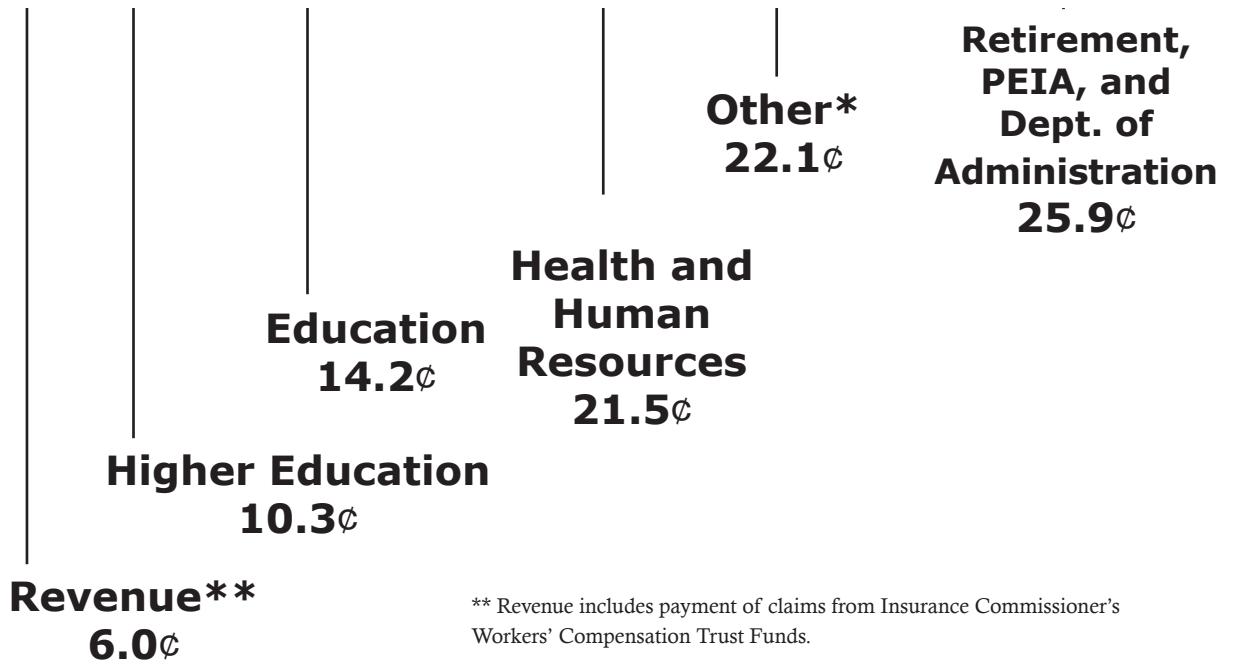 Retirement,
PEIA, and
Dept. of
Administration
25.9¢
Other*
22.1¢
Health and
Human
Resources
21.5¢
Education
14.2¢
Higher Education
10.3¢
Revenue**
6.0¢
** Revenue includes payment of claims from Insurance Commissioner’s
Workers’ Compensation Trust Funds.